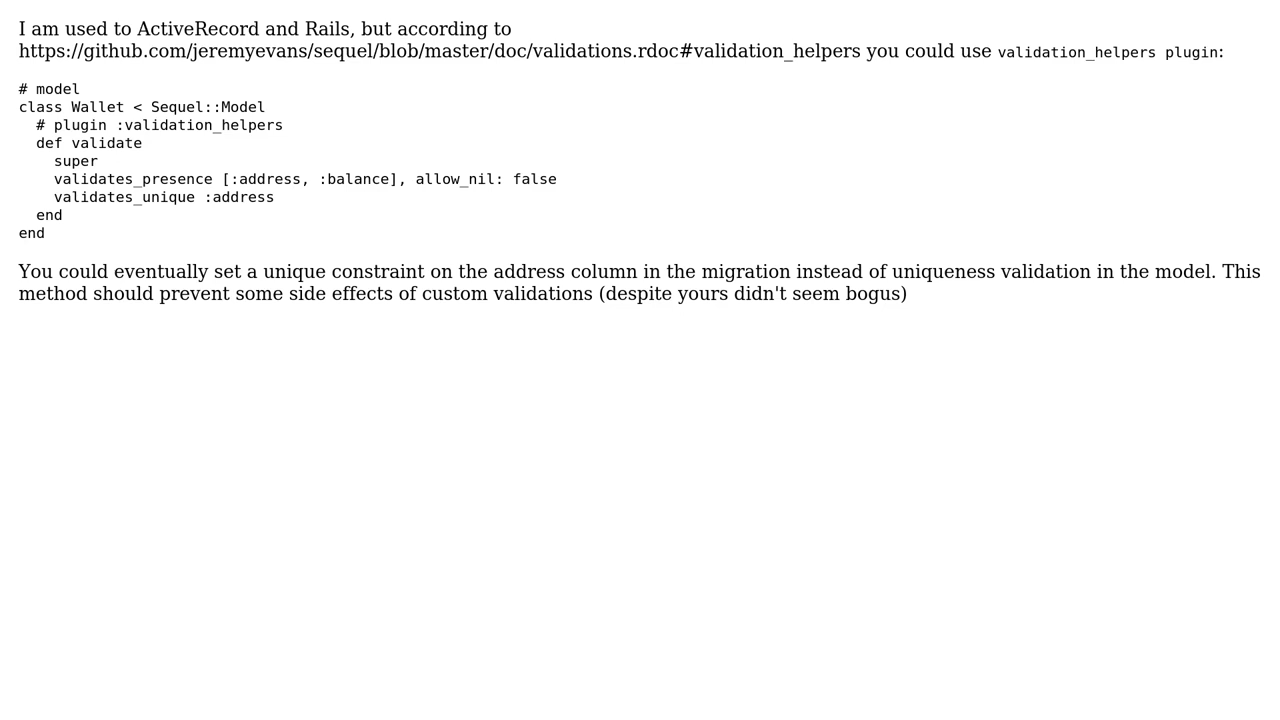 I am used to ActiveRecord and Rails, but according to
https://github.com/jeremyevans/sequel/blob/master/doc/validations.rdoc#validation_helpers you could use validation_helpers plugin:
# model
class Wallet < Sequel::Model
  # plugin :validation_helpers
  def validate
    super
    validates_presence [:address, :balance], allow_nil: false
    validates_unique :address
  end
end
You could eventually set a unique constraint on the address column in the migration instead of uniqueness validation in the model. This
method should prevent some side effects of custom validations (despite yours didn't seem bogus)